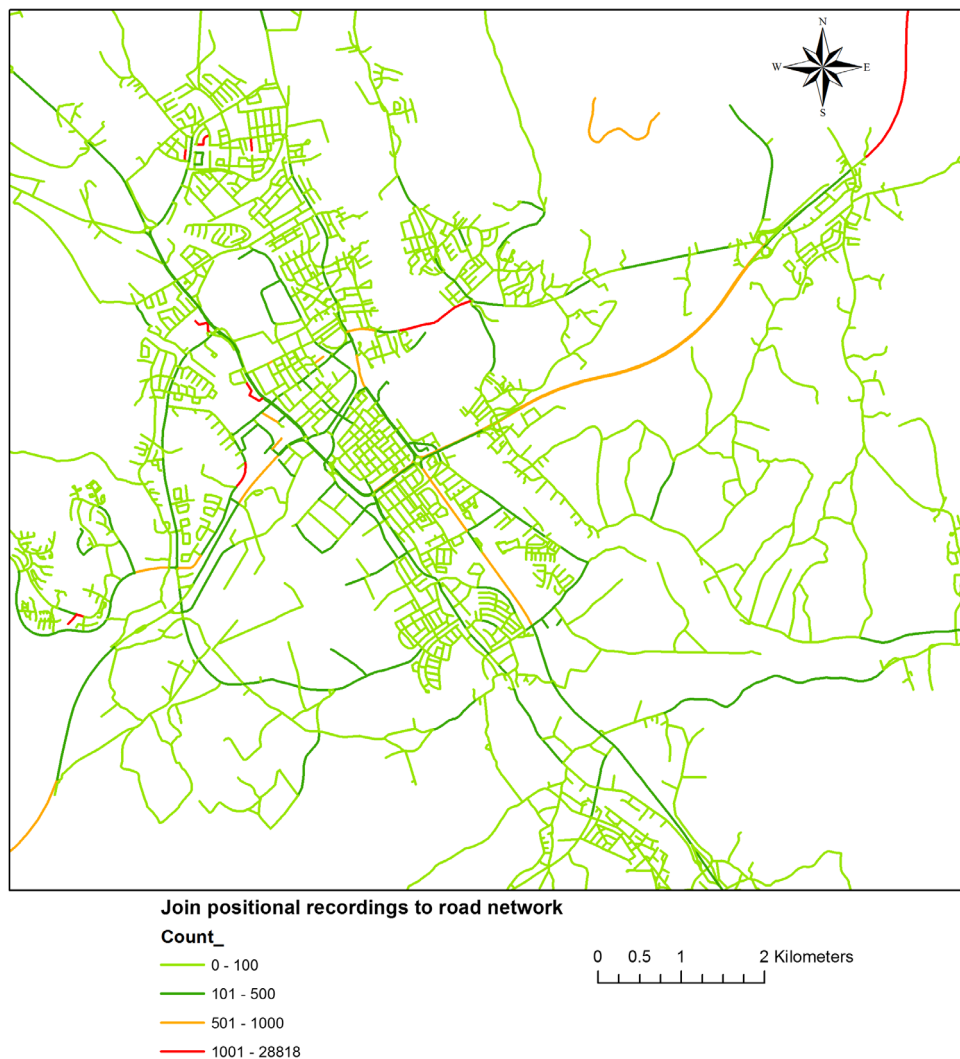 N
W E
S
Join positional recordings to road network
Count_
0 - 100
101 - 500
501 - 1000
1001 - 28818
0 0.5 1 2 Kilometers